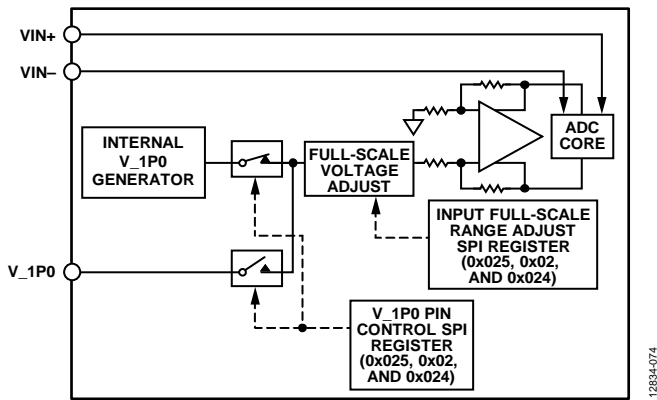 VIN+
VIN–
INTERNAL
V_1P0
GENERATOR
FULL-SCALE
VOLTAGE
ADJUST
ADC
CORE
INPUT FULL-SCALE
RANGE ADJUST
SPI REGISTER
(0x025, 0x02,
AND 0x024)
V_1P0
V_1P0 PIN
CONTROL SPI
REGISTER
(0x025, 0x02,
AND 0x024)
12834-074